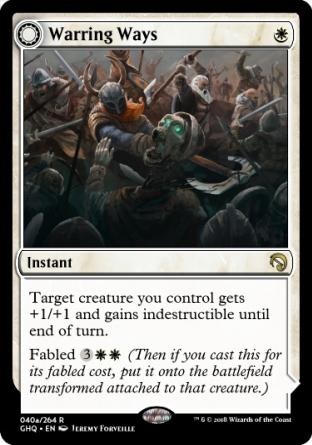 Warring Ways
Instant
Target creature you control gets
+1/+1 and gains indestructible until
end of turn.
Fabled 3 (Then if you cast this for
its fabled cost, put it onto the battlefield
transformed attached to that creature.)
040a/264 R
GHQ • EN JEREMY FORVEILLE
™ & © 2018 Wizards of the Coast